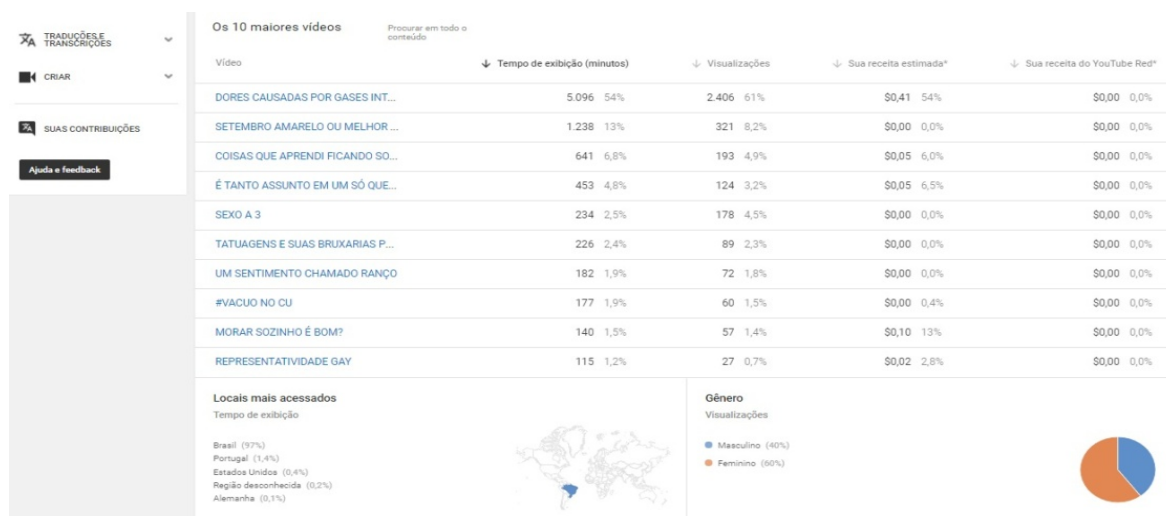 TRADUÇÕES E
TRANSCRIÇÕES
CRIAR
SUAS CONTRIBUIÇÕES
Ajuda e feedback
Os 10 maiores vídeos
Procurar em todo o
conteúdo
Vídeo Tempo de exibição (minutos) Visualizações Sua receita estimada* Sua receita do YouTube Red*
DORES CAUSADAS POR GASES INT... 5.096 54% 2.406 61% $0,41 54% $0,00 0,0%
SETEMBRO AMARELO OU MELHOR ... 1.238 13% 321 8,2% $0,00 0,0% $0,00 0,0%
COISAS QUE APRENDI FICANDO SO... 641 6,8% 193 4,9% $0,05 6,0% $0,00 0,0%
É TANTO ASSUNTO EM UM SÓ QUE... 453 4,8% 124 3,2% $0,05 6,5% $0,00 0,0%
SEXO A 3 234 2,5% 178 4,5% $0,00 0,0% $0,00 0,0%
TATUAGENS E SUAS BRUXARIAS P... 226 2,4% 89 2,3% $0,00 0,0% $0,00 0,0%
UM SENTIMENTO CHAMADO RANÇO 182 1,9% 72 1,8% $0,00 0,0% $0,00 0,0%
#VACUO NO CU 177 1,9% 60 1,5% $0,00 0,4% $0,00 0,0%
MORAR SOZINHO É BOM? 140 1,5% 57 1,4% $0,10 13% $0,00 0,0%
REPRESENTATIVIDADE GAY 115 1,2% 27 0,7% $0,02 2,8% $0,00 0,0%
Locais mais acessados
Tempo de exibição
Brasil (97%)
Portugal (1,4%)
Estados Unidos (0,4%)
Região desconhecida (0,2%)
Alemanha (0,1%)
Gênero
Visualizações
Masculino (40%)
Feminino (60%)